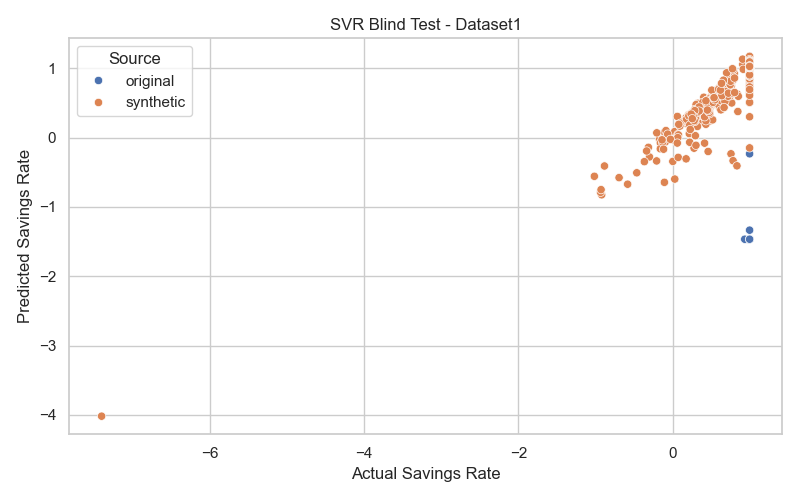 SVR Blind Test - Dataset1
Source
original
synthetic
Predicted Savings Rate
1
0
−1
−2
−3
−4
−6
−4
−2
0
Actual Savings Rate